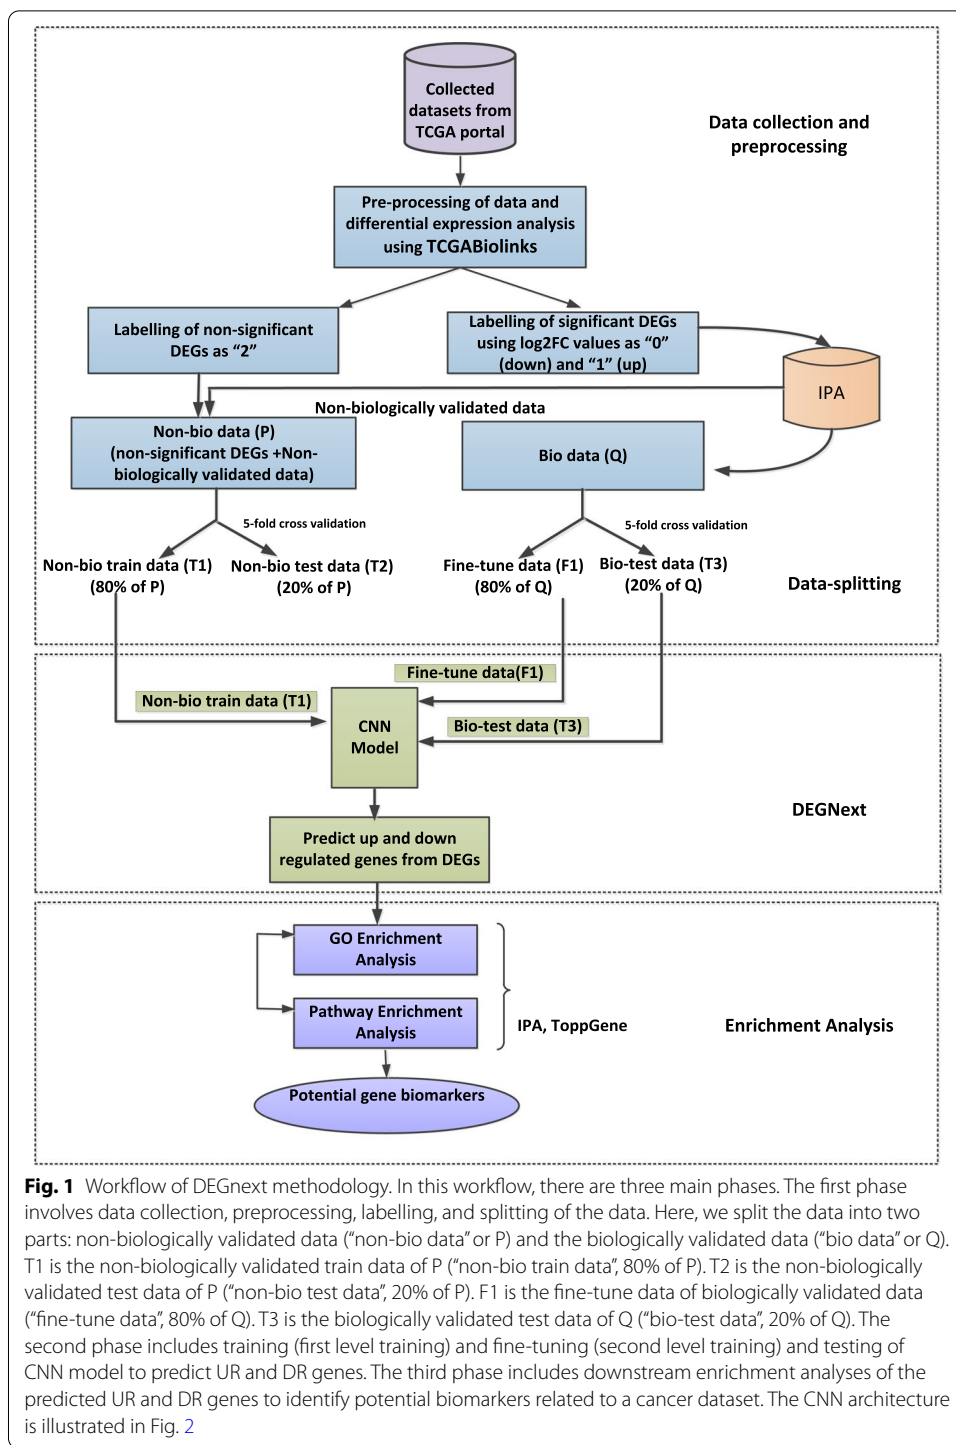 Collected
datasets from
TCGA portal
Data collection and
preprocessing
Pre-processing of data and
differential expression analysis
using TCGABiolinks
Labelling of non-significant
DEGs as “2”
Labelling of significant DEGs
using log2FC values as “0”
(down) and “1” (up)
IPA
Non-biologically validated data
Non-bio data (P)
(non-significant DEGs +Non-
biologically validated data)
Bio data (Q)
5-fold cross validation
5-fold cross validation
Non-bio train data (T1)
(80% of P)
Non-bio test data (T2)
(20% of P)
Fine-tune data (F1)
(80% of Q)
Bio-test data (T3)
(20% of Q)
Data-splitting
Fine-tune data(F1)
Non-bio train data (T1)
CNN
Model
Bio-test data (T3)
DEGNext
Predict up and down
regulated genes from DEGs
GO Enrichment
Analysis
Pathway Enrichment
Analysis
IPA, ToppGene
Enrichment Analysis
Potential gene biomarkers
Fig. 1 Workflow of DEGnext methodology. In this workflow, there are three main phases. The first phase
involves data collection, preprocessing, labelling, and splitting of the data. Here, we split the data into two
parts: non-biologically validated data (“non-bio data” or P) and the biologically validated data (“bio data” or Q).
T1 is the non-biologically validated train data of P (“non-bio train data”, 80% of P). T2 is the non-biologically
validated test data of P (“non-bio test data”, 20% of P). F1 is the fine-tune data of biologically validated data
(“fine-tune data”, 80% of Q). T3 is the biologically validated test data of Q (“bio-test data”, 20% of Q). The
second phase includes training (first level training) and fine-tuning (second level training) and testing of
CNN model to predict UR and DR genes. The third phase includes downstream enrichment analyses of the
predicted UR and DR genes to identify potential biomarkers related to a cancer dataset. The CNN architecture
is illustrated in Fig. 2